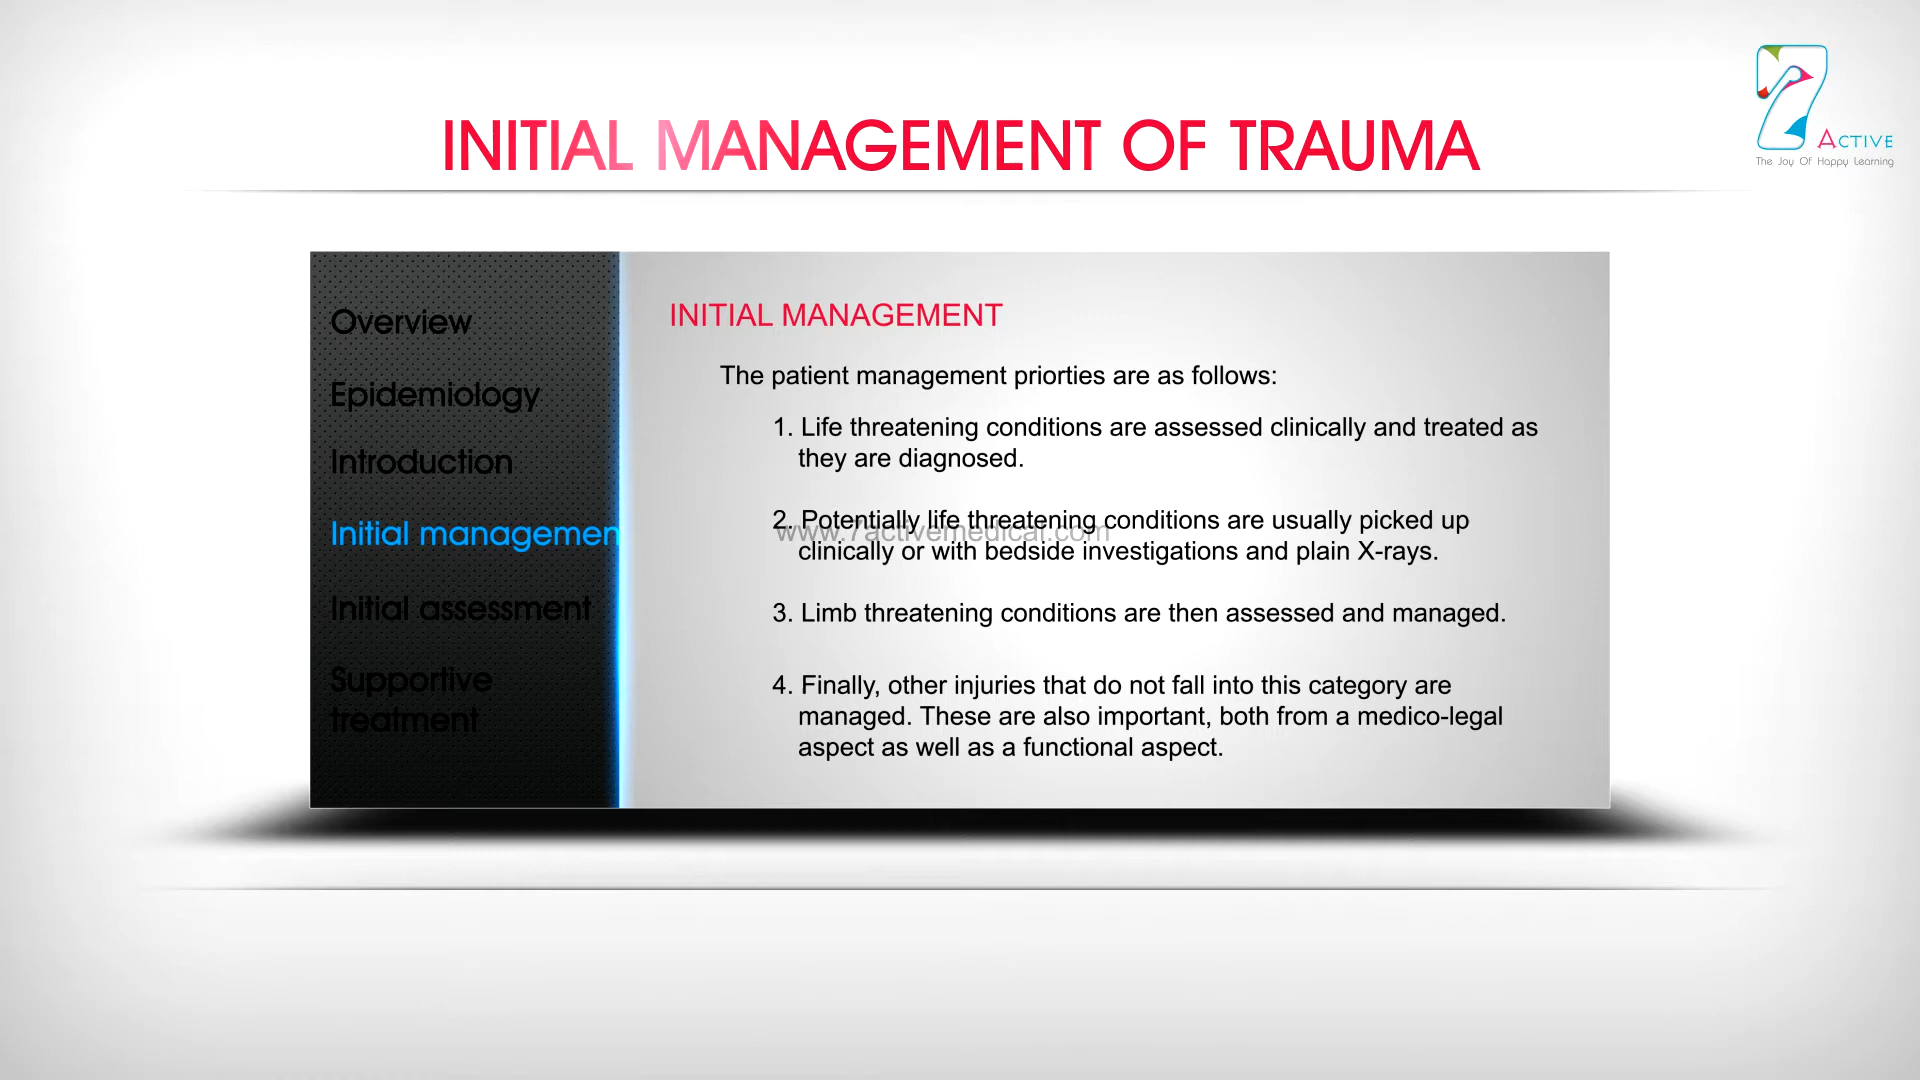 7
ACTIVE
The Joy Of Happy Learning
INITIAL MANAGEMENT OF TRAUMA
Overview
Epidemiology
Introduction
Initial managemen
Initial assessment
Supportive
treatment
INITIAL MANAGEMENT
The patient management priorties are as follows:
1. Life threatening conditions are assessed clinically and treated as
they are diagnosed.
2. Potentially life threatening conditions are usually picked up
www.7activemedical.com
clinically or with bedside investigations and plain X-rays.
3. Limb threatening conditions are then assessed and managed.
4. Finally, other injuries that do not fall into this category are
managed. These are also important, both from a medico-legal
aspect as well as a functional aspect.